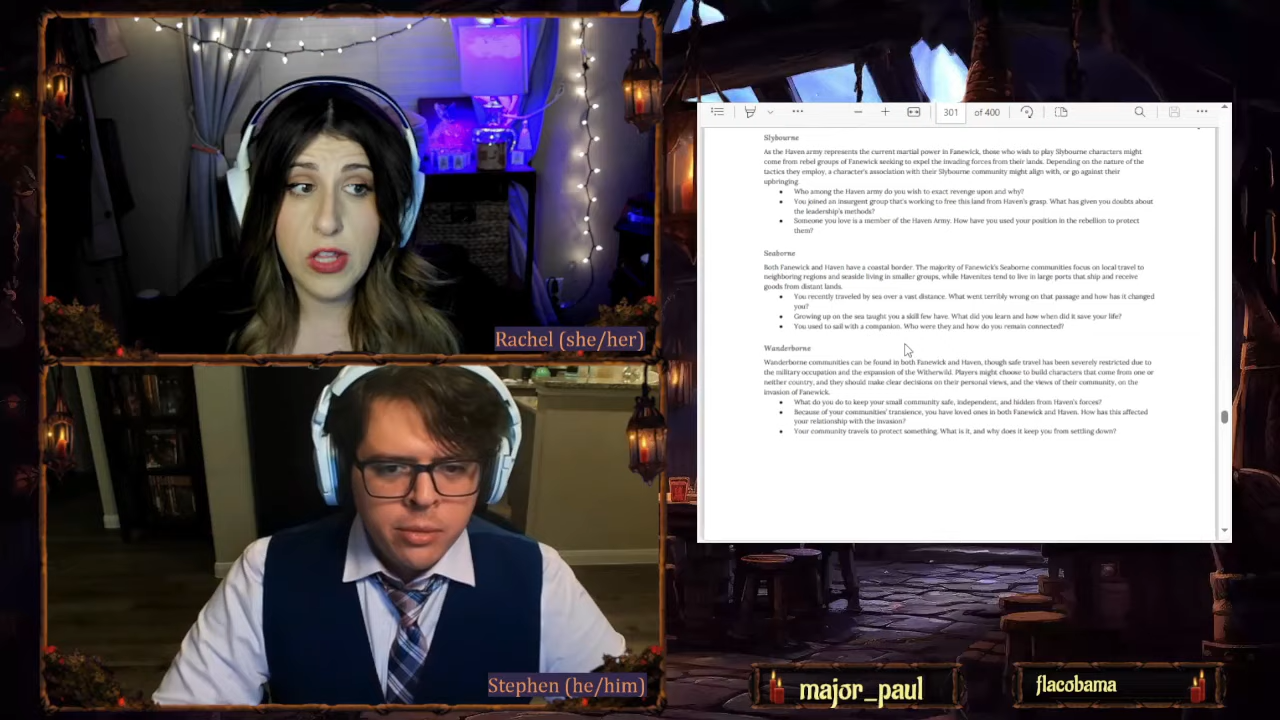 Rachel (she/her)
Stephen (he/him)
301 of 400
Slybourne
As the Haven army represents the current martial power in Fanewick, those who wish to play Slybourne characters might
come from rebel groups of Fanewick seeking to expel the invading forces from their lands. Depending on the nature of the
tactics they employ, a character's association with their Slybourne community might align with, or go against their
upbringing.
• Who among the Haven army do you wish to exact revenge upon and why?
• You joined an insurgent group that's working to free this land from Haven's grasp. What has given you doubts about
the leadership's methods?
• Someone you love is a member of the Haven Army. How have you used your position in the rebellion to protect
them?
Seaborne
Both Fanewick and Haven have a coastal border. The majority of Fanewick's Seaborne communities focus on local travel to
neighboring regions and seaside living in smaller groups, while Havenites tend to live in large ports that ship and receive
goods from distant lands.
• You recently traveled by sea over a vast distance. What went terribly wrong on that passage and how has it changed
you?
• Growing up on the sea taught you a skill few have. What did you learn and how when did it save your life?
• You used to sail with a companion. Who were they and how do you remain connected?
Wanderborne
Wanderborne communities can be found in both Fanewick and Haven, though safe travel has been severely restricted due to
the military occupation and the expansion of the Witherwild. Players might choose to build characters that come from one or
neither country, and they should make clear decisions on their personal views, and the views of their community, on the
invasion of Fanewick.
• What do you do to keep your small community safe, independent, and hidden from Haven's forces?
• Because of your communities' transience, you have loved ones in both Fanewick and Haven. How has this affected
your relationship with the invasion?
• Your community travels to protect something. What is it, and why does it keep you from settling down?
major_paul
flacobama